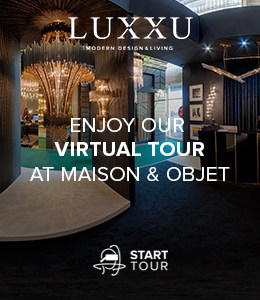 LUXXU
MODERN DESIGN & LIVING
ENJOY OUR
VIRTUAL TOUR
AT MAISON & OBJET
START
TOUR